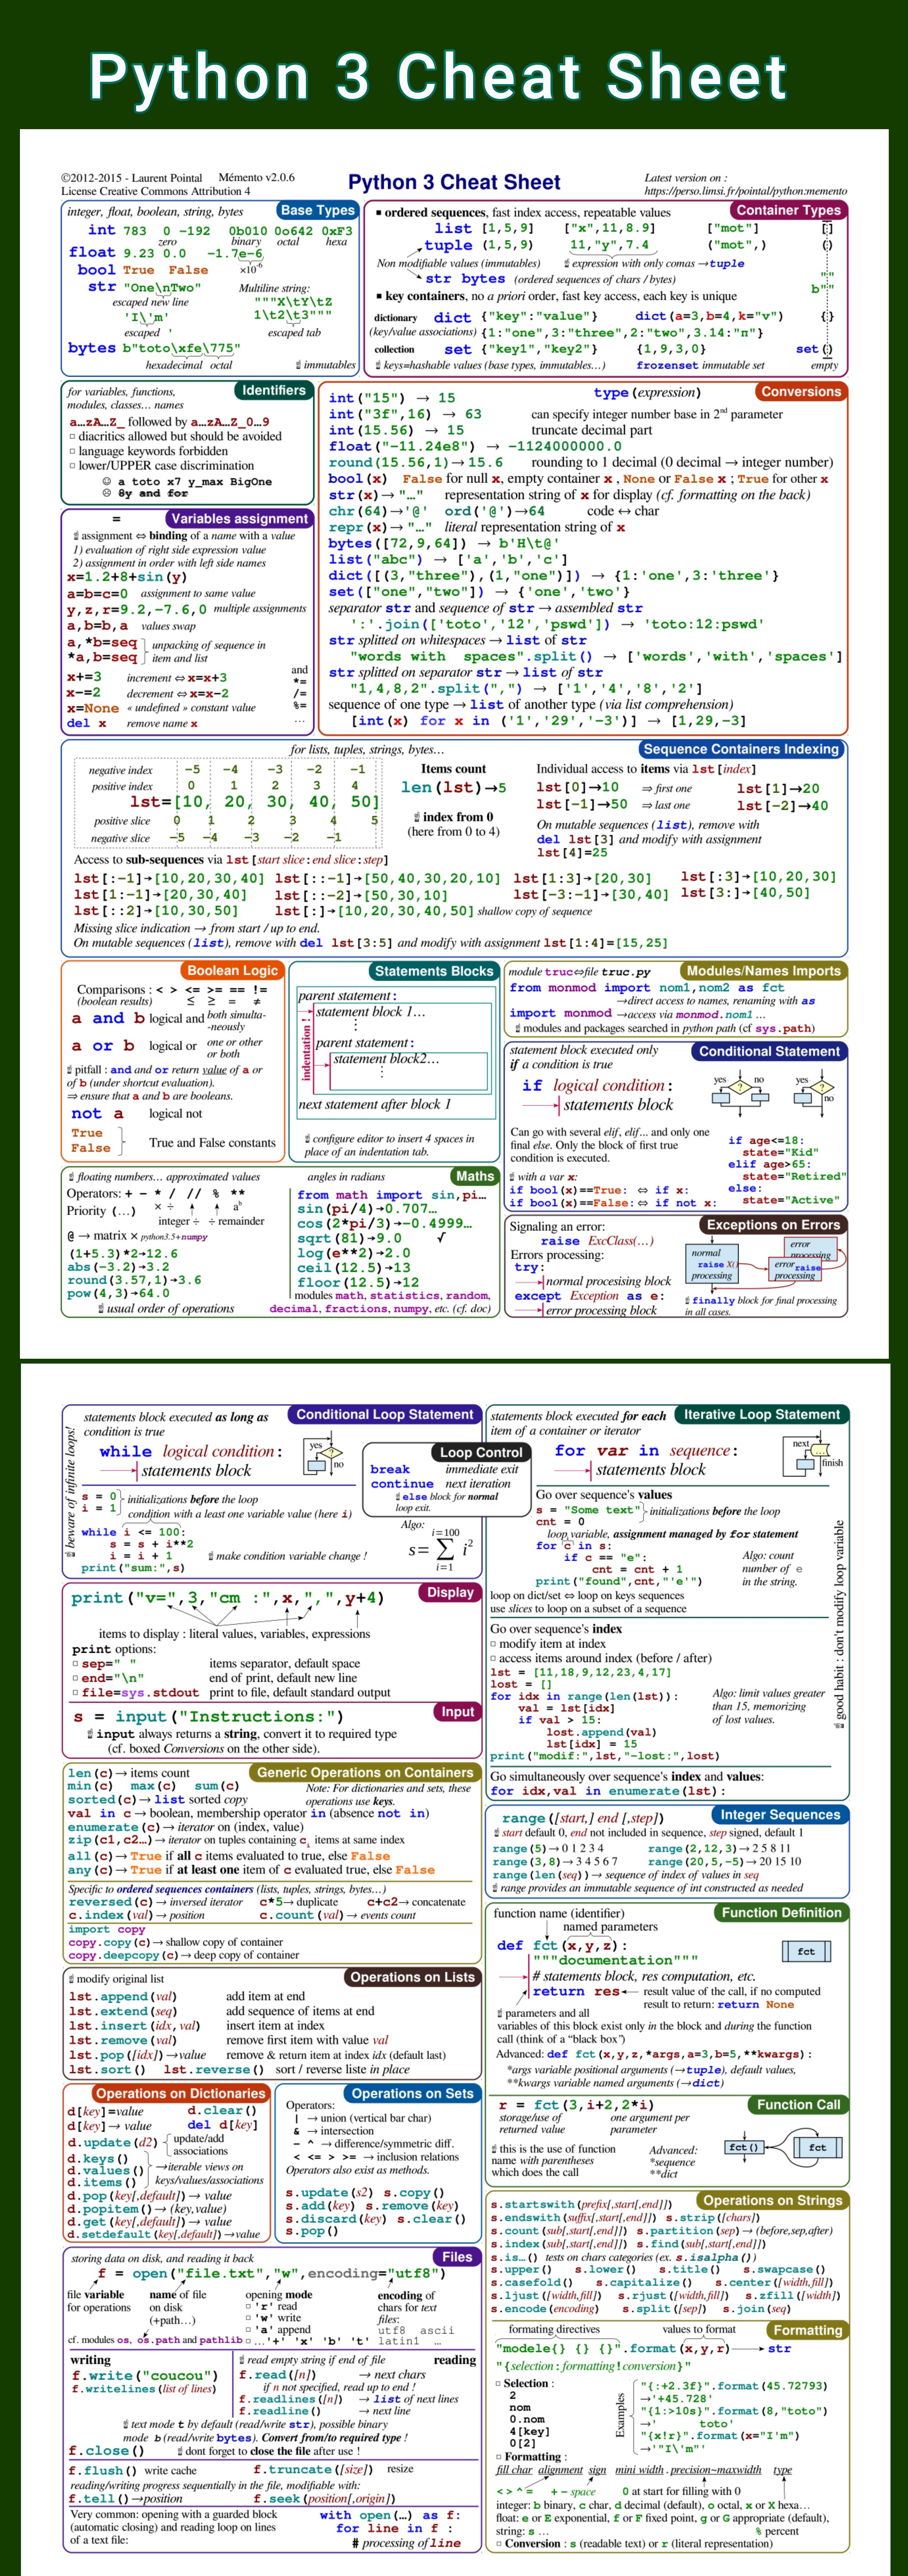 Python 3 Cheat Sheet
©2012-2015 - Laurent Pointal    Mémento v2.0.6
License Creative Commons Attribution 4
Python 3 Cheat Sheet
Latest version on :
https://perso.limsi.fr/pointal/python:memento
integer, float, boolean, string, bytes    Base Types
int 783 0 -192 0b010 0o642 0xF3
zero binary octal hexa
float 9.23 0.0 -1.7e-6
×10⁻⁶
bool True False
str "One\nTwo"
escaped new line
'I\'m'
escaped '
Multiline string:
"""X\tY\tZ
1\t2\t3"""
escaped tab
bytes b"toto\xfe\775"
hexadecimal octal
☝ immutables
Container Types
■ ordered sequences, fast index access, repeatable values
list [1,5,9] ["x",11,8.9] ["mot"] []
tuple (1,5,9) 11,"y",7.4 ("mot",) ()
Non modifiable values (immutables) ☝ expression with only comas →tuple
str bytes (ordered sequences of chars / bytes)
""
b""
■ key containers, no a priori order, fast key access, each key is unique
dictionary dict {"key":"value"} dict(a=3,b=4,k="v") {}
(key/value associations) {1:"one",3:"three",2:"two",3.14:"π"}
collection set {"key1","key2"} {1,9,3,0} set()
☝ keys=hashable values (base types, immutables…) frozenset immutable set empty
Identifiers
for variables, functions,
modules, classes… names
a…zA…Z_ followed by a…zA…Z_0…9
□ diacritics allowed but should be avoided
□ language keywords forbidden
□ lower/UPPER case discrimination
☺ a toto x7 y_max BigOne
☹ 8y and for
= Variables assignment
☝ assignment ⇔ binding of a name with a value
1) evaluation of right side expression value
2) assignment in order with left side names
x=1.2+8+sin(y)
a=b=c=0 assignment to same value
y,z,r=9.2,-7.6,0 multiple assignments
a,b=b,a values swap
a,*b=seq unpacking of sequence in
*a,b=seq item and list
x+=3 increment ⇔ x=x+3
x-=2 decrement ⇔ x=x-2
x=None « undefined » constant value
del x remove name x
and
*=
/=
%=
…
Conversions
int("15") → 15 type(expression)
int("3f",16) → 63 can specify integer number base in 2nd parameter
int(15.56) → 15 truncate decimal part
float("-11.24e8") → -1124000000.0
round(15.56,1)→ 15.6 rounding to 1 decimal (0 decimal → integer number)
bool(x) False for null x, empty container x , None or False x ; True for other x
str(x)→ "…" representation string of x for display (cf. formatting on the back)
chr(64)→'@' ord('@')→64 code ↔ char
repr(x)→ "…" literal representation string of x
bytes([72,9,64]) → b'H\t@'
list("abc") → ['a','b','c']
dict([(3,"three"),(1,"one")]) → {1:'one',3:'three'}
set(["one","two"]) → {'one','two'}
separator str and sequence of str → assembled str
':'.join(['toto','12','pswd']) → 'toto:12:pswd'
str splitted on whitespaces → list of str
"words with  spaces".split() → ['words','with','spaces']
str splitted on separator str → list of str
"1,4,8,2".split(",") → ['1','4','8','2']
sequence of one type → list of another type (via list comprehension)
[int(x) for x in ('1','29','-3')] → [1,29,-3]
for lists, tuples, strings, bytes…    Sequence Containers Indexing
negative index -5 -4 -3 -2 -1
positive index 0 1 2 3 4
lst=[10, 20, 30, 40, 50]
positive slice 0 1 2 3 4 5
negative slice -5 -4 -3 -2 -1
Items count
len(lst)→5
☝ index from 0
(here from 0 to 4)
Individual access to items via lst[index]
lst[0]→10 ⇒ first one lst[1]→20
lst[-1]→50 ⇒ last one lst[-2]→40
On mutable sequences (list), remove with
del lst[3] and modify with assignment
lst[4]=25
Access to sub-sequences via lst[start slice:end slice:step]
lst[:-1]→[10,20,30,40] lst[::-1]→[50,40,30,20,10] lst[1:3]→[20,30] lst[:3]→[10,20,30]
lst[1:-1]→[20,30,40] lst[::-2]→[50,30,10] lst[-3:-1]→[30,40] lst[3:]→[40,50]
lst[::2]→[10,30,50] lst[:]→[10,20,30,40,50] shallow copy of sequence
Missing slice indication → from start / up to end.
On mutable sequences (list), remove with del lst[3:5] and modify with assignment lst[1:4]=[15,25]
Boolean Logic
Comparisons : < > <= >= == !=
(boolean results) ≤ ≥ = ≠
a and b logical and both simulta-
-neously
a or b logical or one or other
or both
☝ pitfall : and and or return value of a or
of b (under shortcut evaluation).
⇒ ensure that a and b are booleans.
not a logical not
True
False
True and False constants
Statements Blocks
parent statement:
statement block 1…
⋮
parent statement:
statement block2…
⋮
next statement after block 1
indentation !
☝ configure editor to insert 4 spaces in
place of an indentation tab.
Modules/Names Imports
module truc⇔file truc.py
from monmod import nom1,nom2 as fct
→direct access to names, renaming with as
import monmod →access via monmod.nom1 …
☝ modules and packages searched in python path (cf sys.path)
Conditional Statement
statement block executed only
if a condition is true
if logical condition:
statements block
yes ? no
yes ? no
Can go with several elif, elif... and only one
final else. Only the block of first true
condition is executed.
☝ with a var x:
if bool(x)==True: ⇔ if x:
if bool(x)==False: ⇔ if not x:
if age<=18:
state="Kid"
elif age>65:
state="Retired"
else:
state="Active"
Maths
☝ floating numbers… approximated values angles in radians
Operators: + - * / // % **
Priority (…) × ÷ aᵇ
integer ÷ ÷ remainder
@ → matrix × python3.5+numpy
(1+5.3)*2→12.6
abs(-3.2)→3.2
round(3.57,1)→3.6
pow(4,3)→64.0
☝ usual order of operations
from math import sin,pi…
sin(pi/4)→0.707…
cos(2*pi/3)→-0.4999…
sqrt(81)→9.0 √
log(e**2)→2.0
ceil(12.5)→13
floor(12.5)→12
modules math, statistics, random,
decimal, fractions, numpy, etc. (cf. doc)
Exceptions on Errors
Signaling an error:
raise ExcClass(…)
Errors processing:
try:
normal procesising block
except Exception as e:
error processing block
normal
raise X()
processing
error
processing
error raise
processing
☝ finally block for final processing
in all cases.
Conditional Loop Statement
statements block executed as long as
condition is true
while logical condition:
statements block
yes ? no
☜ beware of infinite loops!
s = 0
i = 1
initializations before the loop
condition with a least one variable value (here i)
while i <= 100:
s = s + i**2
i = i + 1 ☝ make condition variable change !
print("sum:",s)
Loop Control
break immediate exit
continue next iteration
☝ else block for normal
loop exit.
Algo:
i=100
s= ∑ i²
i=1
Iterative Loop Statement
statements block executed for each
item of a container or iterator
for var in sequence:
statements block
next … finish
Go over sequence's values
s = "Some text"
cnt = 0
initializations before the loop
loop variable, assignment managed by for statement
for c in s:
if c == "e":
cnt = cnt + 1
print("found",cnt,"'e'")
Algo: count
number of e
in the string.
loop on dict/set ⇔ loop on keys sequences
use slices to loop on a subset of a sequence
Go over sequence's index
□ modify item at index
□ access items around index (before / after)
lst = [11,18,9,12,23,4,17]
lost = []
for idx in range(len(lst)):
val = lst[idx]
if val > 15:
lost.append(val)
lst[idx] = 15
print("modif:",lst,"-lost:",lost)
Algo: limit values greater
than 15, memorizing
of lost values.
Go simultaneously over sequence's index and values:
for idx,val in enumerate(lst):
☜ good habit : don't modify loop variable
Display
print("v=",3,"cm :",x,",",y+4)
items to display : literal values, variables, expressions
print options:
□ sep=" " items separator, default space
□ end="\n" end of print, default new line
□ file=sys.stdout print to file, default standard output
Input
s = input("Instructions:")
☝ input always returns a string, convert it to required type
(cf. boxed Conversions on the other side).
Generic Operations on Containers
len(c)→ items count
min(c) max(c) sum(c)
sorted(c)→ list sorted copy
Note: For dictionaries and sets, these
operations use keys.
val in c → boolean, membership operator in (absence not in)
enumerate(c)→ iterator on (index, value)
zip(c1,c2…)→ iterator on tuples containing cᵢ items at same index
all(c)→ True if all c items evaluated to true, else False
any(c)→ True if at least one item of c evaluated true, else False
Specific to ordered sequences containers (lists, tuples, strings, bytes…)
reversed(c)→ inversed iterator c*5→ duplicate c+c2→ concatenate
c.index(val)→ position c.count(val)→ events count
import copy
copy.copy(c)→ shallow copy of container
copy.deepcopy(c)→ deep copy of container
Integer Sequences
range([start,] end [,step])
☝ start default 0, end not included in sequence, step signed, default 1
range(5)→ 0 1 2 3 4 range(2,12,3)→ 2 5 8 11
range(3,8)→ 3 4 5 6 7 range(20,5,-5)→ 20 15 10
range(len(seq))→ sequence of index of values in seq
☝ range provides an immutable sequence of int constructed as needed
Operations on Lists
☝ modify original list
lst.append(val) add item at end
lst.extend(seq) add sequence of items at end
lst.insert(idx,val) insert item at index
lst.remove(val) remove first item with value val
lst.pop([idx])→value remove & return item at index idx (default last)
lst.sort() lst.reverse() sort / reverse liste in place
Function Definition
function name (identifier)
named parameters
def fct(x,y,z):
"""documentation"""
# statements block, res computation, etc.
return res← result value of the call, if no computed
result to return: return None
fct
☝ parameters and all
variables of this block exist only in the block and during the function
call (think of a "black box")
Advanced: def fct(x,y,z,*args,a=3,b=5,**kwargs):
*args variable positional arguments (→tuple), default values,
**kwargs variable named arguments (→dict)
Operations on Dictionaries
d[key]=value d.clear()
d[key]→ value del d[key]
d.update(d2) update/add
associations
d.keys()
d.values()
d.items()
→iterable views on
keys/values/associations
d.pop(key[,default])→ value
d.popitem()→ (key,value)
d.get(key[,default])→ value
d.setdefault(key[,default])→value
Operations on Sets
Operators:
| → union (vertical bar char)
& → intersection
- ^ → difference/symmetric diff.
< <= > >= → inclusion relations
Operators also exist as methods.
s.update(s2) s.copy()
s.add(key) s.remove(key)
s.discard(key) s.clear()
s.pop()
Function Call
r = fct(3,i+2,2*i)
storage/use of
returned value
one argument per
parameter
☝ this is the use of function
name with parentheses
which does the call
Advanced:
*sequence
**dict
fct() fct
Operations on Strings
s.startswith(prefix[,start[,end]])
s.endswith(suffix[,start[,end]]) s.strip([chars])
s.count(sub[,start[,end]]) s.partition(sep)→ (before,sep,after)
s.index(sub[,start[,end]]) s.find(sub[,start[,end]])
s.is…() tests on chars categories (ex. s.isalpha())
s.upper() s.lower() s.title() s.swapcase()
s.casefold() s.capitalize() s.center([width,fill])
s.ljust([width,fill]) s.rjust([width,fill]) s.zfill([width])
s.encode(encoding) s.split([sep]) s.join(seq)
Files
storing data on disk, and reading it back
f = open("file.txt","w",encoding="utf8")
file variable
for operations
name of file
on disk
(+path…)
opening mode
□ 'r' read
□ 'w' write
□ 'a' append
□ …'+' 'x' 'b' 't'
encoding of
chars for text
files:
utf8 ascii
latin1 …
cf. modules os, os.path and pathlib
writing
f.write("coucou")
f.writelines(list of lines)
☝ read empty string if end of file reading
f.read([n]) → next chars
if n not specified, read up to end !
f.readlines([n]) → list of next lines
f.readline() → next line
☝ text mode t by default (read/write str), possible binary
mode b (read/write bytes). Convert from/to required type !
f.close() ☝ dont forget to close the file after use !
f.flush() write cache f.truncate([size]) resize
reading/writing progress sequentially in the file, modifiable with:
f.tell()→position f.seek(position[,origin])
Very common: opening with a guarded block
(automatic closing) and reading loop on lines
of a text file:
with open(…) as f:
for line in f :
# processing of line
Formatting
formating directives values to format
"modele{} {} {}".format(x,y,r) → str
"{selection:formatting!conversion}"
□ Selection :
2
nom
0.nom
4[key]
0[2]
Examples
"{:+2.3f}".format(45.72793)
→'+45.728'
"{1:>10s}".format(8,"toto")
→'      toto'
"{x!r}".format(x="I'm")
→'"I\'m"'
□ Formatting :
fill char alignment sign mini width.precision~maxwidth type
< > ^ = + - space 0 at start for filling with 0
integer: b binary, c char, d decimal (default), o octal, x or X hexa…
float: e or E exponential, f or F fixed point, g or G appropriate (default),
string: s … % percent
□ Conversion : s (readable text) or r (literal representation)